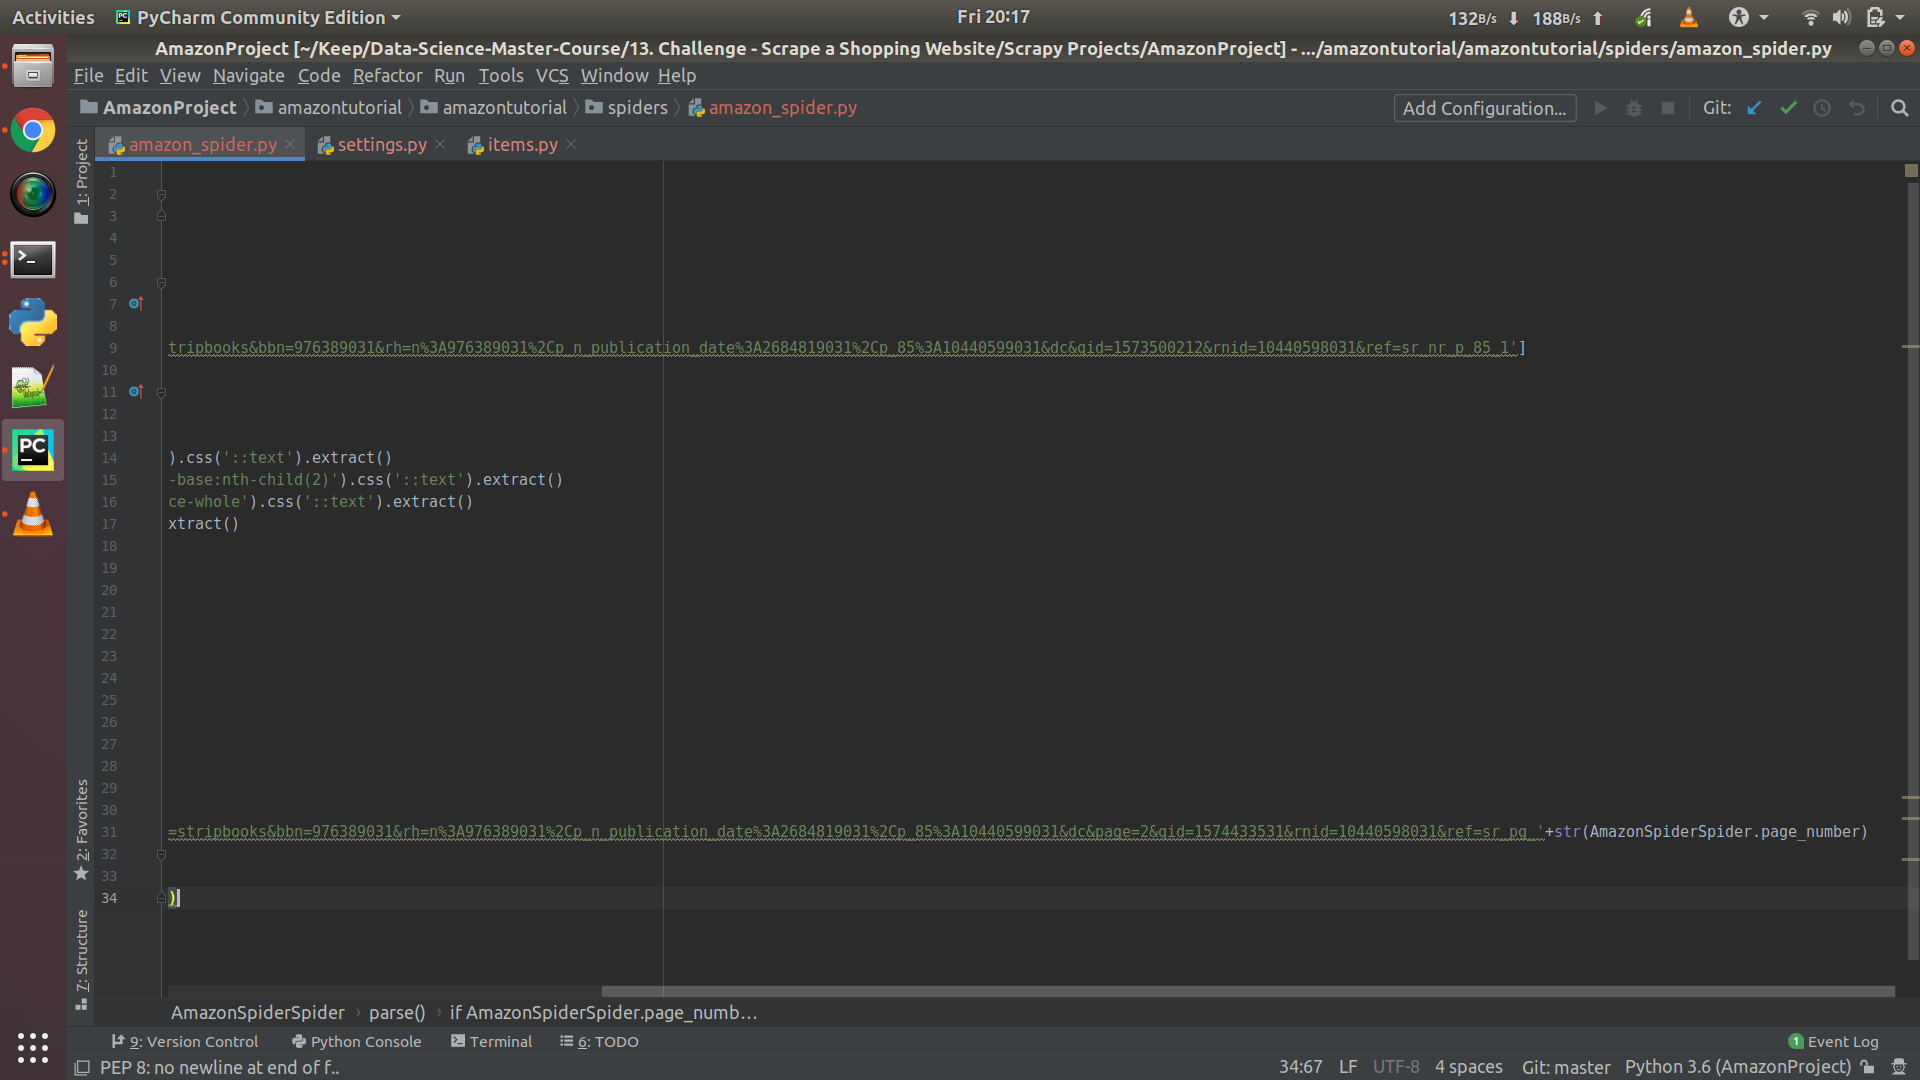 Activities PyCharm Community Edition Fri 20:17 132B/s 188B/s
AmazonProject [~/Keep/Data-Science-Master-Course/13. Challenge - Scrape a Shopping Website/Scrapy Projects/AmazonProject] - .../amazontutorial/amazontutorial/spiders/amazon_spider.py
File Edit View Navigate Code Refactor Run Tools VCS Window Help
AmazonProject amazontutorial amazontutorial spiders amazon_spider.py Add Configuration... Git:
amazon_spider.py settings.py items.py
1: Project
1
2
3
4
5
6
7
8
9 tripbooks&bbn=976389031&rh=n%3A976389031%2Cp_n_publication_date%3A2684819031%2Cp_85%3A10440599031&dc&qid=1573500212&rnid=10440598031&ref=sr_nr_p_85_1']
10
11
12
13
14 ).css('::text').extract()
15 -base:nth-child(2)').css('::text').extract()
16 ce-whole').css('::text').extract()
17 xtract()
18
19
20
21
22
23
24
25
26
27
28
29
30
31 =stripbooks&bbn=976389031&rh=n%3A976389031%2Cp_n_publication_date%3A2684819031%2Cp_85%3A10440599031&dc&page=2&qid=1574433531&rnid=10440598031&ref=sr_pg_'+str(AmazonSpiderSpider.page_number)
32
33
34 )
2: Favorites
7: Structure
PC
AmazonSpiderSpider › parse() › if AmazonSpiderSpider.page_numb...
9: Version Control Python Console Terminal 6: TODO 1 Event Log
PEP 8: no newline at end of f.. 34:67 LF UTF-8 4 spaces Git: master Python 3.6 (AmazonProject)